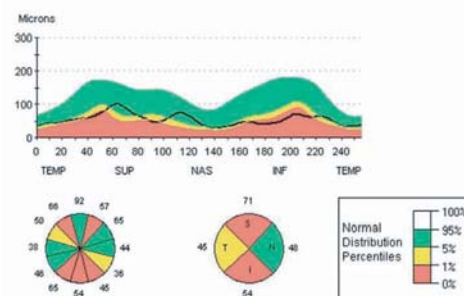 Microns
300
200
100
0
0 20 40 60 80 100 120 140 160 180 200 220 240
TEMP SUP NAS INF TEMP
92
66 57
50 65
38 44
46 36
65 45
54
71
S
45 T N 48
I
54
Normal
Distribution
Percentiles
100%
95%
5%
1%
0%